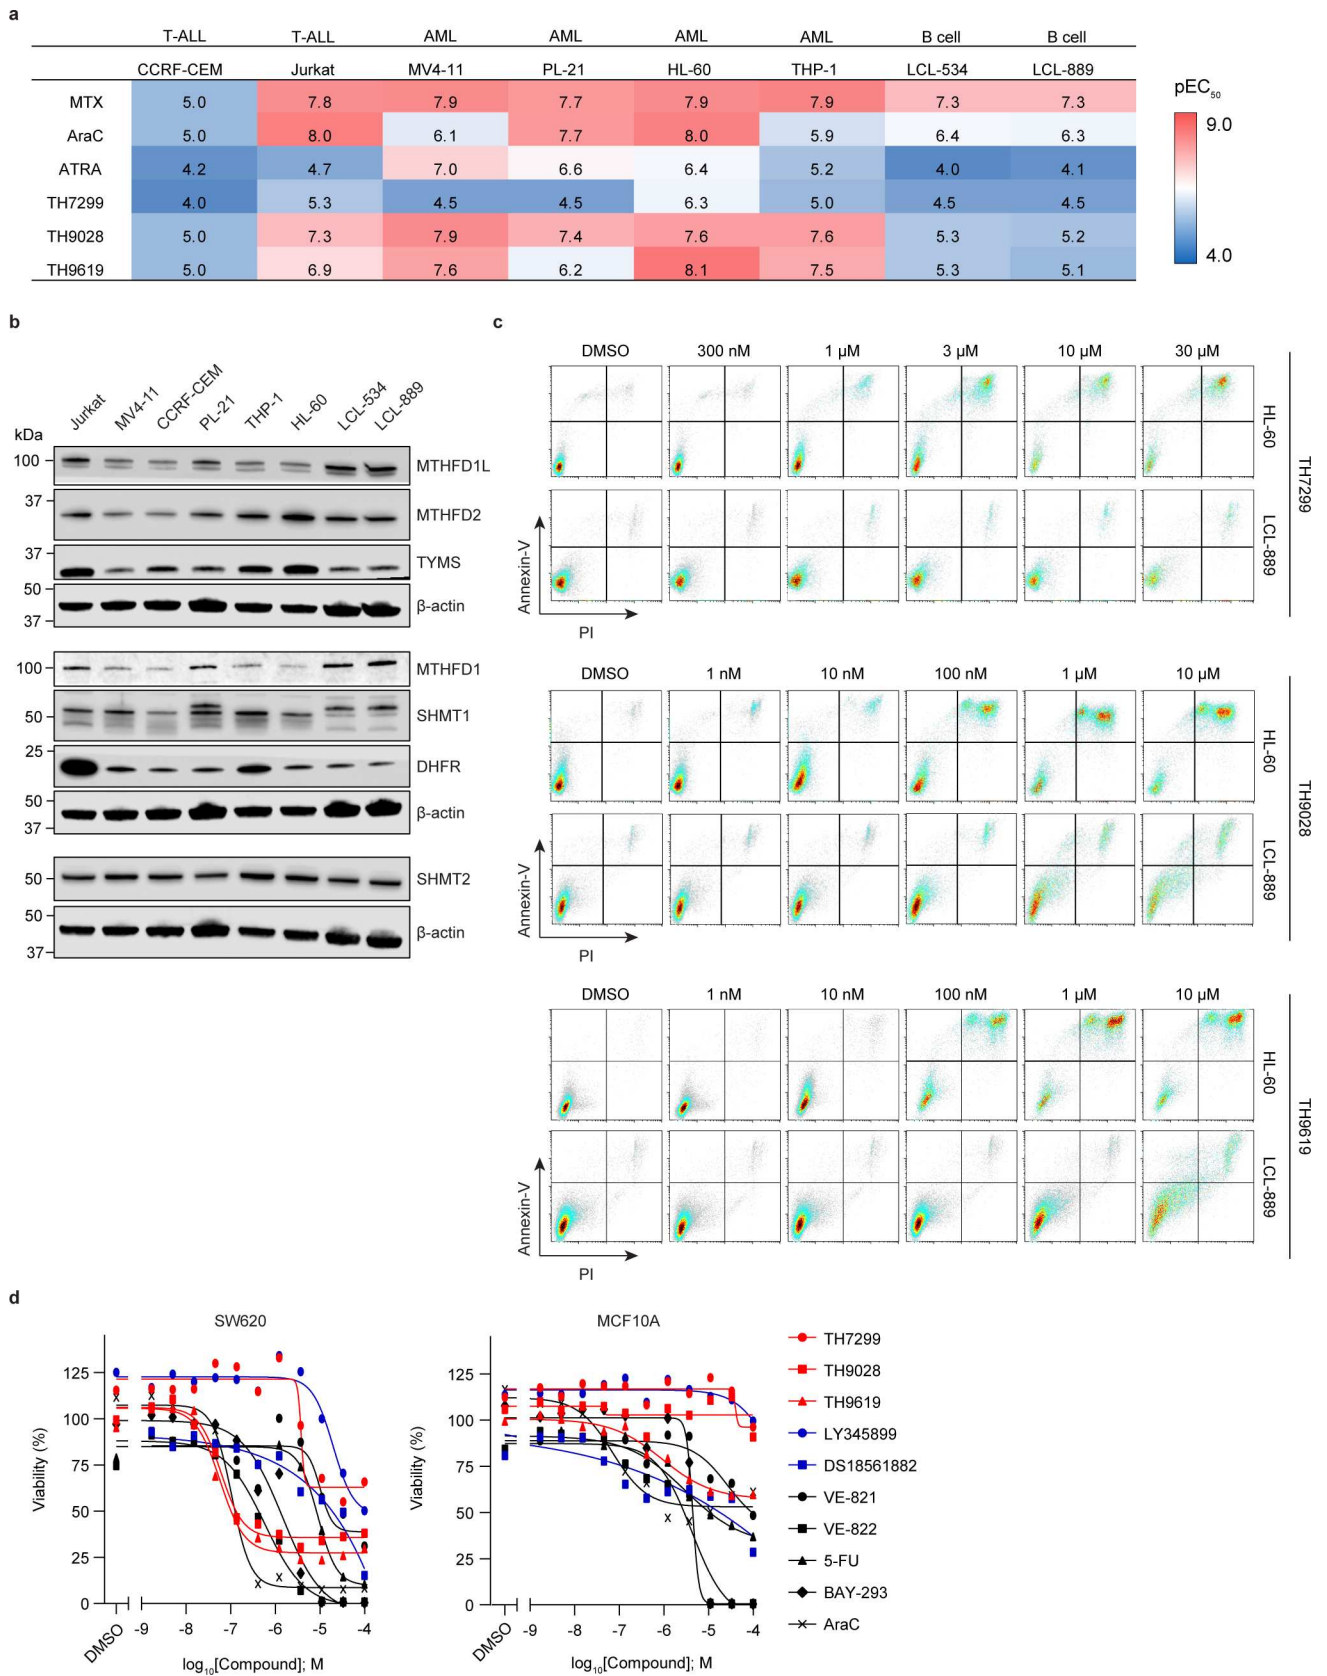 a
T-ALL T-ALL AML AML AML AML B cell B cell
CCRF-CEM Jurkat MV4-11 PL-21 HL-60 THP-1 LCL-534 LCL-889
MTX 5.0 7.8 7.9 7.7 7.9 7.9 7.3 7.3
AraC 5.0 8.0 6.1 7.7 8.0 5.9 6.4 6.3
ATRA 4.2 4.7 7.0 6.6 6.4 5.2 4.0 4.1
TH7299 4.0 5.3 4.5 4.5 6.3 5.0 4.5 4.5
TH9028 5.0 7.3 7.9 7.4 7.6 7.6 5.3 5.2
TH9619 5.0 6.9 7.6 6.2 8.1 7.5 5.3 5.1
pEC₅₀
9.0
4.0
b
Jurkat MV4-11 CCRF-CEM PL-21 THP-1 HL-60 LCL-534 LCL-889
kDa
100 MTHFD1L
37 MTHFD2
37 TYMS
50 β-actin
37
100 MTHFD1
50 SHMT1
25 DHFR
50 β-actin
37
50 SHMT2
50 β-actin
37
c
DMSO 300 nM 1 µM 3 µM 10 µM 30 µM
HL-60
LCL-889
TH7299
Annexin-V
PI
DMSO 1 nM 10 nM 100 nM 1 µM 10 µM
HL-60
LCL-889
TH9028
Annexin-V
PI
DMSO 1 nM 10 nM 100 nM 1 µM 10 µM
HL-60
LCL-889
TH9619
Annexin-V
PI
d
SW620
Viability (%)
125
100
75
50
25
0
DMSO -9 -8 -7 -6 -5 -4
log₁₀[Compound]; M
MCF10A
Viability (%)
125
100
75
50
25
0
DMSO -9 -8 -7 -6 -5 -4
log₁₀[Compound]; M
TH7299
TH9028
TH9619
LY345899
DS18561882
VE-821
VE-822
5-FU
BAY-293
AraC